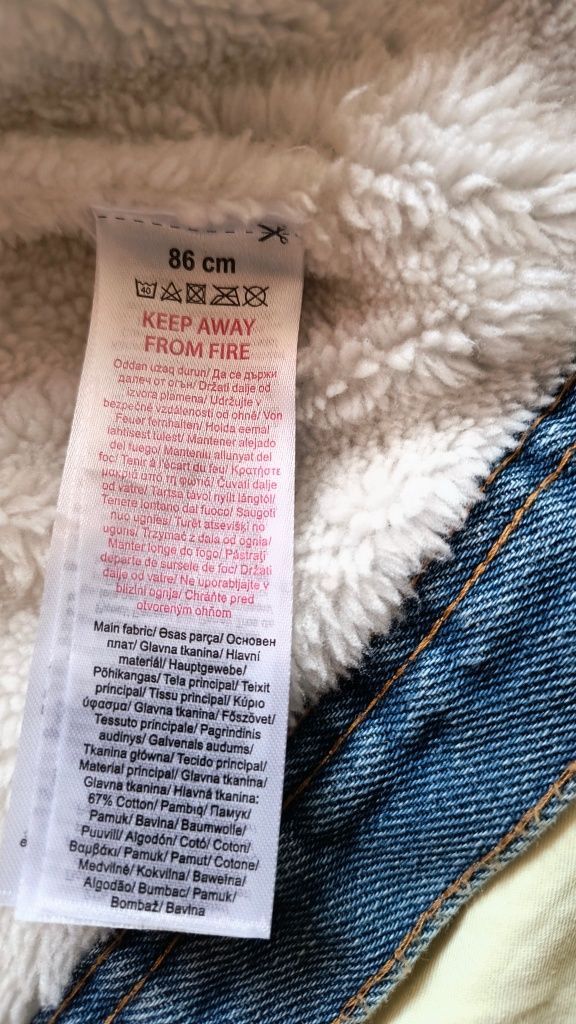 86 cm
40
KEEP AWAY
FROM FIRE
Oddan uzaq durun/ Да се държи
далеч от огън/ Držati dalje od
izvora plamena/ Udržujte v
bezpečné vzdálenosti od ohně/ Von
Feuer fernhalten/ Hoida eemal
lahtisest tulest/ Mantener alejado
del fuego/ Manteniu allunyat del
foc/ Tenir à l'écart du feu/ Κρατήστε
μακριά από τη φωτιά/ Čuvati dalje
od vatre/ Tartsa távol nyílt lángtól/
Tenere lontano dal fuoco/ Saugoti
nuo ugnies/ Turēt atsevišķi no
uguns/ Trzymać z dala od ognia/
Manter longe do fogo/ Păstraţi
departe de sursele de foc/ Držati
dalje od vatre/ Ne uporabljajte v
bližini ognja/ Chráňte pred
otvoreným ohňom
Main fabric/ Əsas parça/ Основен
плат/ Glavna tkanina/ Hlavní
materiál/ Hauptgewebe/
Põhikangas/ Tela principal/ Teixit
principal/ Tissu principal/ Κύριο
ύφασμα/ Glavna tkanina/ Főszövet/
Tessuto principale/ Pagrindinis
audinys/ Galvenais audums/
Tkanina główna/ Tecido principal/
Material principal/ Glavna tkanina/
Glavna tkanina/ Hlavná tkanina:
67% Cotton/ Pambıq/ Памук/
Pamuk/ Bavlna/ Baumwolle/
Puuvill/ Algodón/ Cotó/ Coton/
Βαμβάκι/ Pamuk/ Pamut/ Cotone/
Medvilnė/ Kokvilna/ Bawełna/
Algodão/ Bumbac/ Pamuk/
Bombaž/ Bavlna